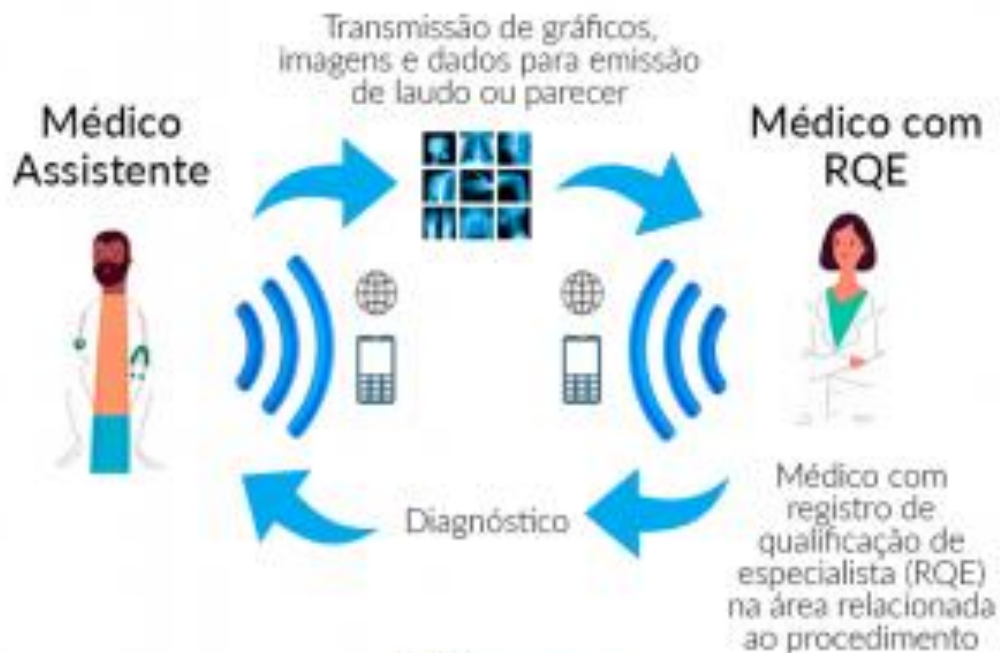 Transmissão de gráficos,
imagens e dados para emissão
de laudo ou parecer
Médico
Assistente
Médico com
RQE
Diagnóstico
Médico com
registro de
qualificação de
especialista (RQE)
na área relacionada
ao procedimento